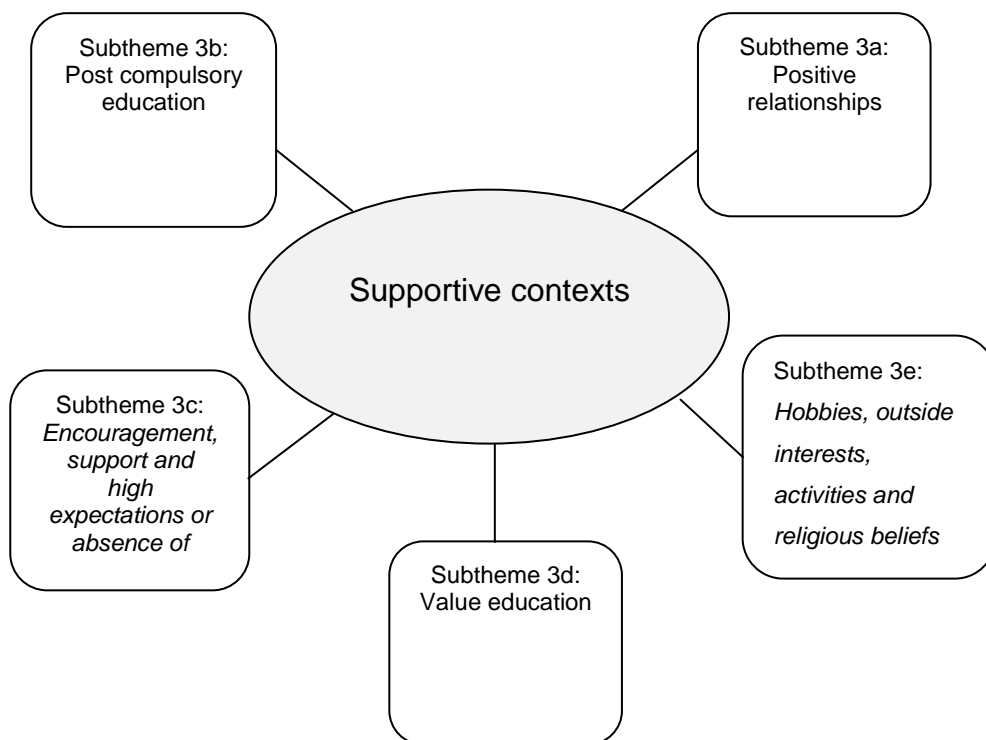 Subtheme 3b:
Post compulsory
education
Subtheme 3a:
Positive
relationships
Supportive contexts
Subtheme 3c:
Encouragement,
support and
high
expectations or
absence of
Subtheme 3e:
Hobbies, outside
interests,
activities and
religious beliefs
Subtheme 3d:
Value education